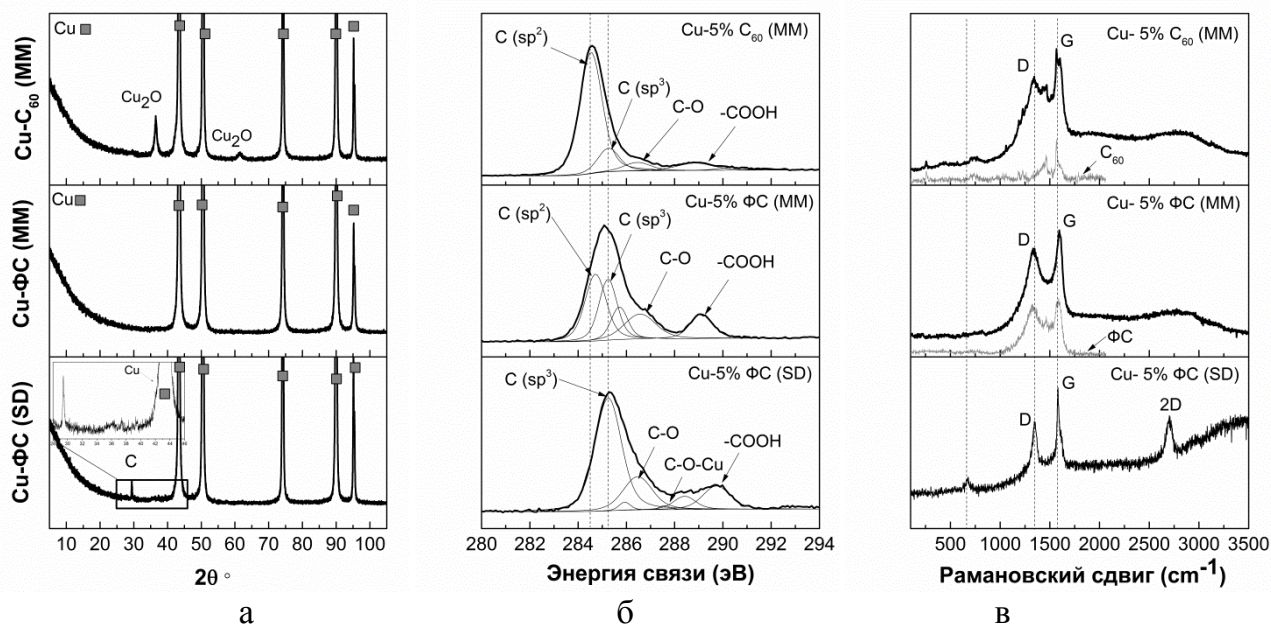 Cu
Cu₂O
Cu₂O
Cu-C₆₀ (MM)
Cu
Cu-ФС (MM)
Cu
C
Cu-ФС (SD)
10 20 30 40 50 60 70 80 90 100
2θ °
а
Cu-5% C₆₀ (MM)
C (sp²)
C (sp³)
C-O
-COOH
Cu-5% ФС (MM)
C (sp²)
C (sp³)
C-O
-COOH
Cu-5% ФС (SD)
C (sp³)
C-O
C-O-Cu
-COOH
280 282 284 286 288 290 292 294
Энергия связи (эВ)
б
Cu- 5% C₆₀ (MM)
D
G
C₆₀
Cu- 5% ФС (MM)
D
G
ФС
Cu- 5% ФС (SD)
D
G
2D
500 1000 1500 2000 2500 3000 3500
Рамановский сдвиг (cm⁻¹)
в